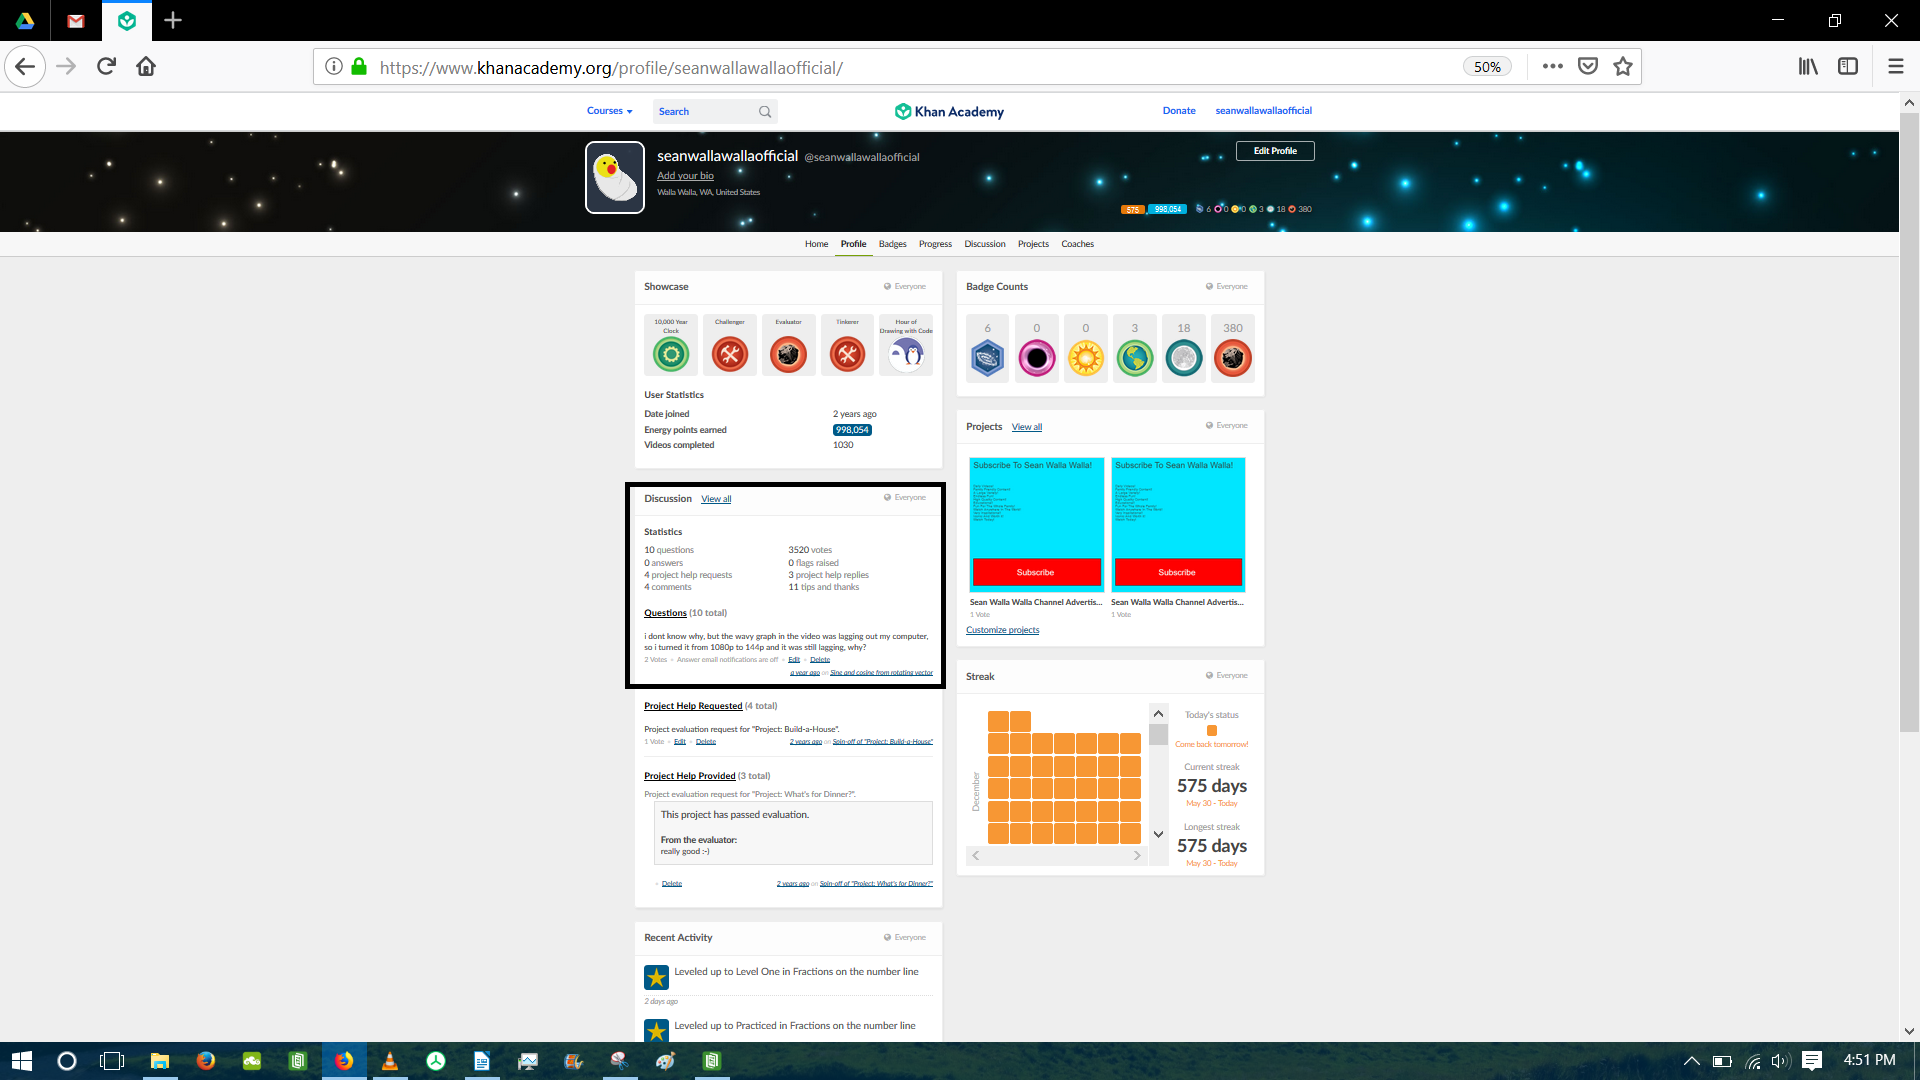 https://www.khanacademy.org/profile/seanwallawallaofficial/
50%
Courses
Search
Khan Academy
Donate
seanwallawallaofficial
seanwallawallaofficial @seanwallawallaofficial
Edit Profile
Add your bio
Walla Walla, WA, United States
575 998,054 6 0 0 3 18 380
Home Profile Badges Progress Discussion Projects Coaches
Showcase
Everyone
10,000 Year Clock
Challenger
Evaluator
Tinkerer
Hour of Drawing with Code
User Statistics
Date joined 2 years ago
Energy points earned 998,054
Videos completed 1030
Badge Counts
Everyone
6 0 0 3 18 380
Projects View all
Everyone
Subscribe To Sean Walla Walla!
Subscribe
Subscribe To Sean Walla Walla!
Subscribe
Sean Walla Walla Channel Advertis...
1 Vote
Sean Walla Walla Channel Advertis...
1 Vote
Customize projects
Discussion View all
Everyone
Statistics
10 questions 3520 votes
0 answers 0 flags raised
4 project help requests 3 project help replies
4 comments 11 tips and thanks
Questions (10 total)
i dont know why, but the wavy graph in the video was lagging out my computer,
so i turned it from 1080p to 144p and it was still lagging, why?
2 Votes • Answer email notifications are off • Edit • Delete
a year ago on Sine and cosine from rotating vector
Project Help Requested (4 total)
Project evaluation request for "Project: Build-a-House".
1 Vote • Edit • Delete 2 years ago on Spin-off of "Project: Build-a-House"
Project Help Provided (3 total)
Project evaluation request for "Project: What's for Dinner?".
This project has passed evaluation.
From the evaluator:
really good :-)
• Delete 2 years ago on Spin-off of "Project: What's for Dinner?"
Streak
Everyone
December
Today's status
Come back tomorrow!
Current streak
575 days
May 30 - Today
Longest streak
575 days
May 30 - Today
Recent Activity
Everyone
Leveled up to Level One in Fractions on the number line
2 days ago
Leveled up to Practiced in Fractions on the number line
4:51 PM